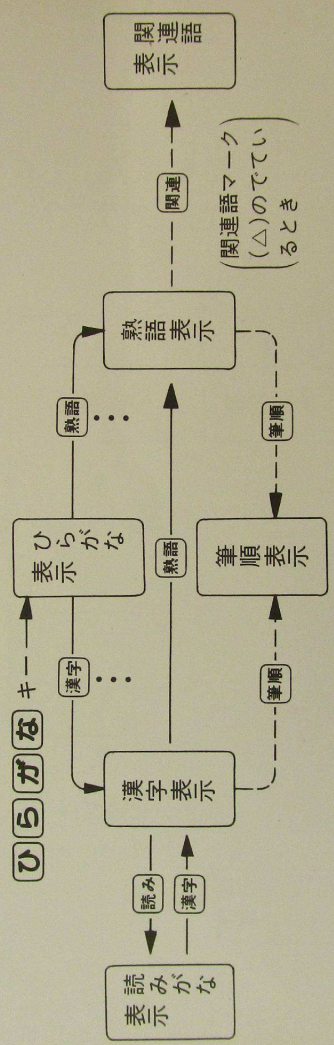 ひらがなキー
ひらがな
表示
漢字
熟語
読みがな
表示
読み
漢字
漢字表示
熟語
熟語表示
関連
関連語
表示
(関連語マーク
(△)のでてい
るとき)
筆順
筆順表示
筆順